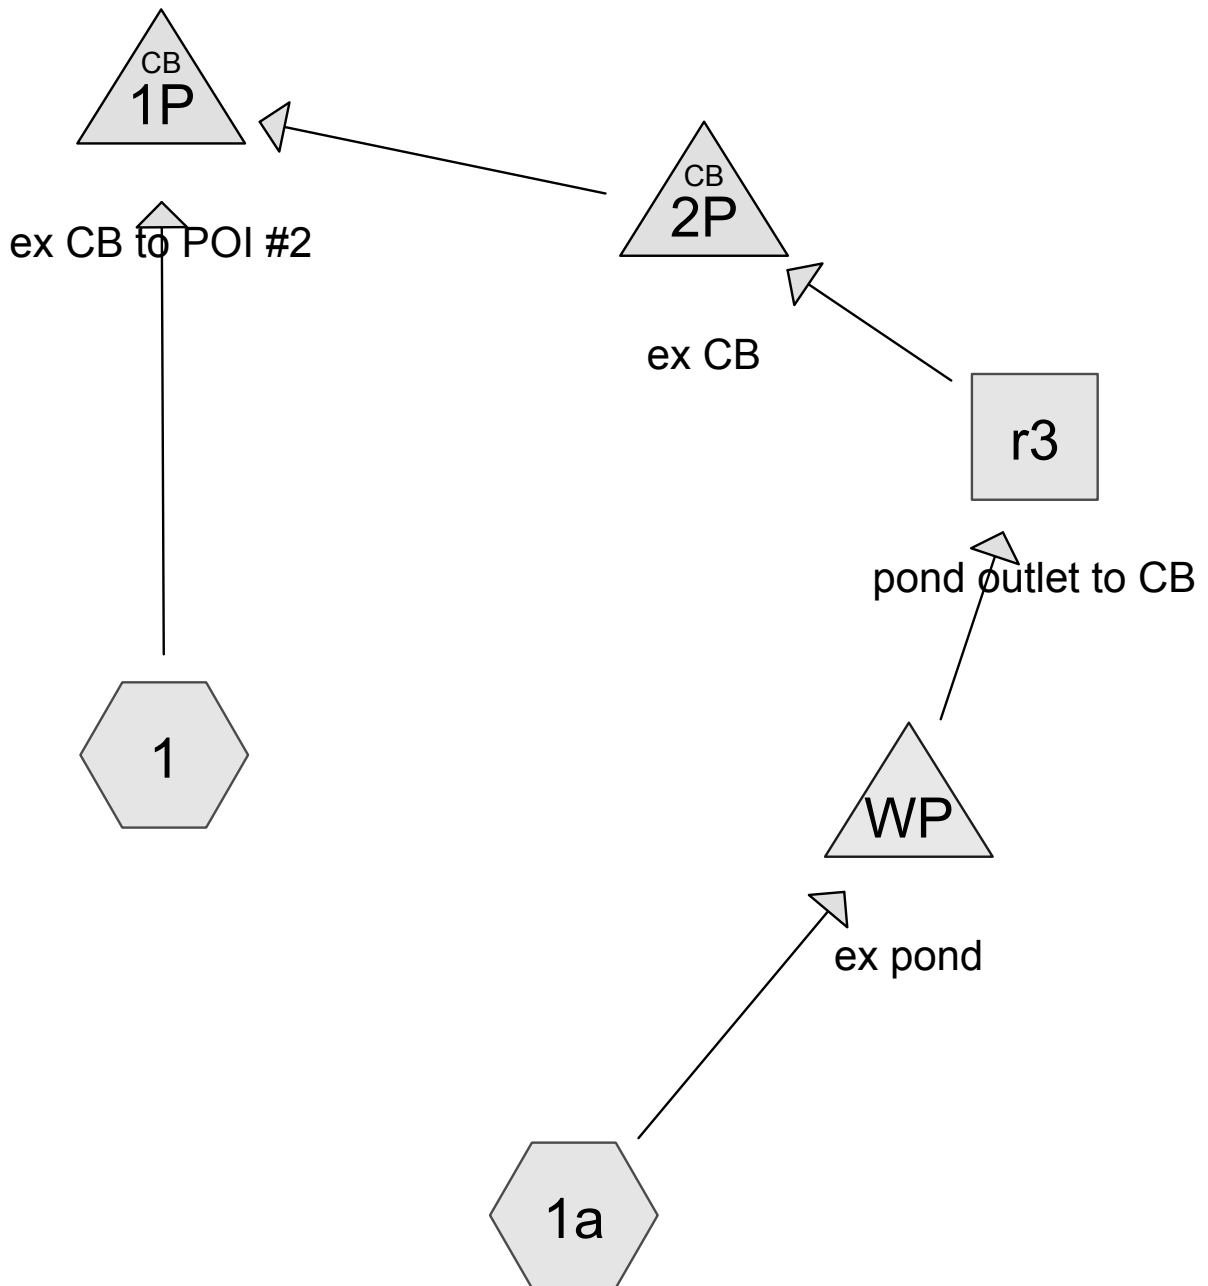 CB
1P
ex CB to POI #2
CB
2P
ex CB
r3
pond outlet to CB
1
WP
ex pond
1a